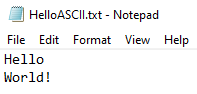 HelloASCII.txt - Notepad
File Edit Format View Help
Hello
World!